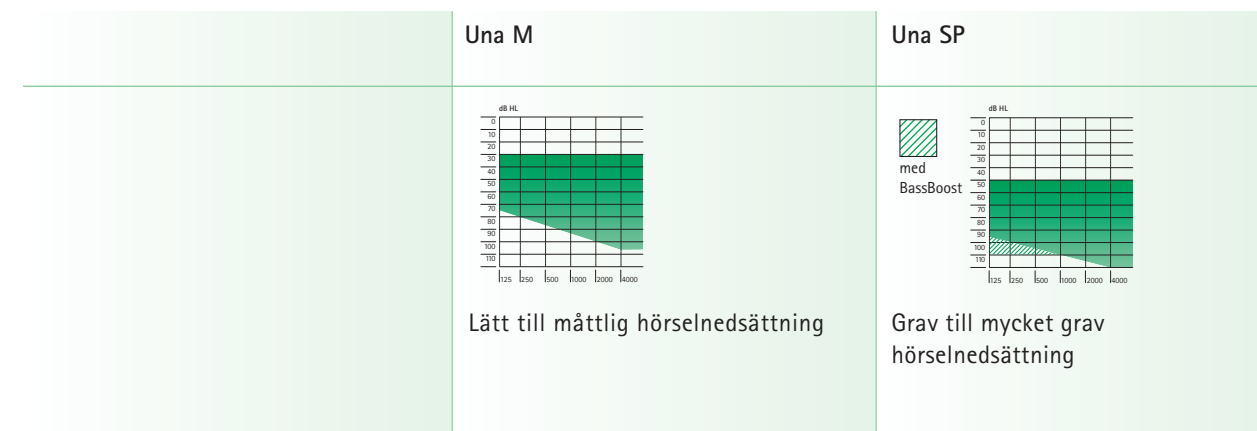 Una M
Una SP
dB HL
0
10
20
30
40
50
60
70
80
90
100
110
125 250 500 1000 2000 4000
Lätt till måttlig hörselnedsättning
med
BassBoost
dB HL
0
10
20
30
40
50
60
70
80
90
100
110
125 250 500 1000 2000 4000
Grav till mycket grav
hörselnedsättning